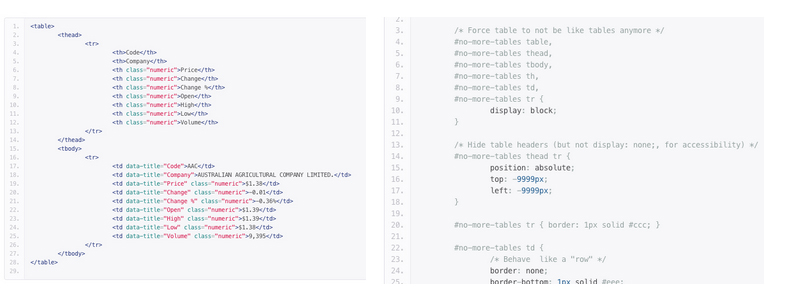 1. <table>
2. <thead>
3. <tr>
4. <th>Code</th>
5. <th>Company</th>
6. <th class="numeric">Price</th>
7. <th class="numeric">Change</th>
8. <th class="numeric">Change %</th>
9. <th class="numeric">Open</th>
10. <th class="numeric">High</th>
11. <th class="numeric">Low</th>
12. <th class="numeric">Volume</th>
13. </tr>
14. </thead>
15. <tbody>
16. <tr>
17. <td data-title="Code">AAC</td>
18. <td data-title="Company">AUSTRALIAN AGRICULTURAL COMPANY LIMITED.</td>
19. <td data-title="Price" class="numeric">$1.38</td>
20. <td data-title="Change" class="numeric">-0.01</td>
21. <td data-title="Change %" class="numeric">-0.36%</td>
22. <td data-title="Open" class="numeric">$1.39</td>
23. <td data-title="High" class="numeric">$1.39</td>
24. <td data-title="Low" class="numeric">$1.38</td>
25. <td data-title="Volume" class="numeric">9,395</td>
26. </tr>
27. </tbody>
28. </table>
29.
2.
3. /* Force table to not be like tables anymore */
4. #no-more-tables table,
5. #no-more-tables thead,
6. #no-more-tables tbody,
7. #no-more-tables th,
8. #no-more-tables td,
9. #no-more-tables tr {
10. display: block;
11. }
12.
13. /* Hide table headers (but not display: none;, for accessibility) */
14. #no-more-tables thead tr {
15. position: absolute;
16. top: -9999px;
17. left: -9999px;
18. }
19.
20. #no-more-tables tr { border: 1px solid #ccc; }
21.
22. #no-more-tables td {
23. /* Behave like a "row" */
24. border: none;
25. border-bottom: 1px solid #eee;